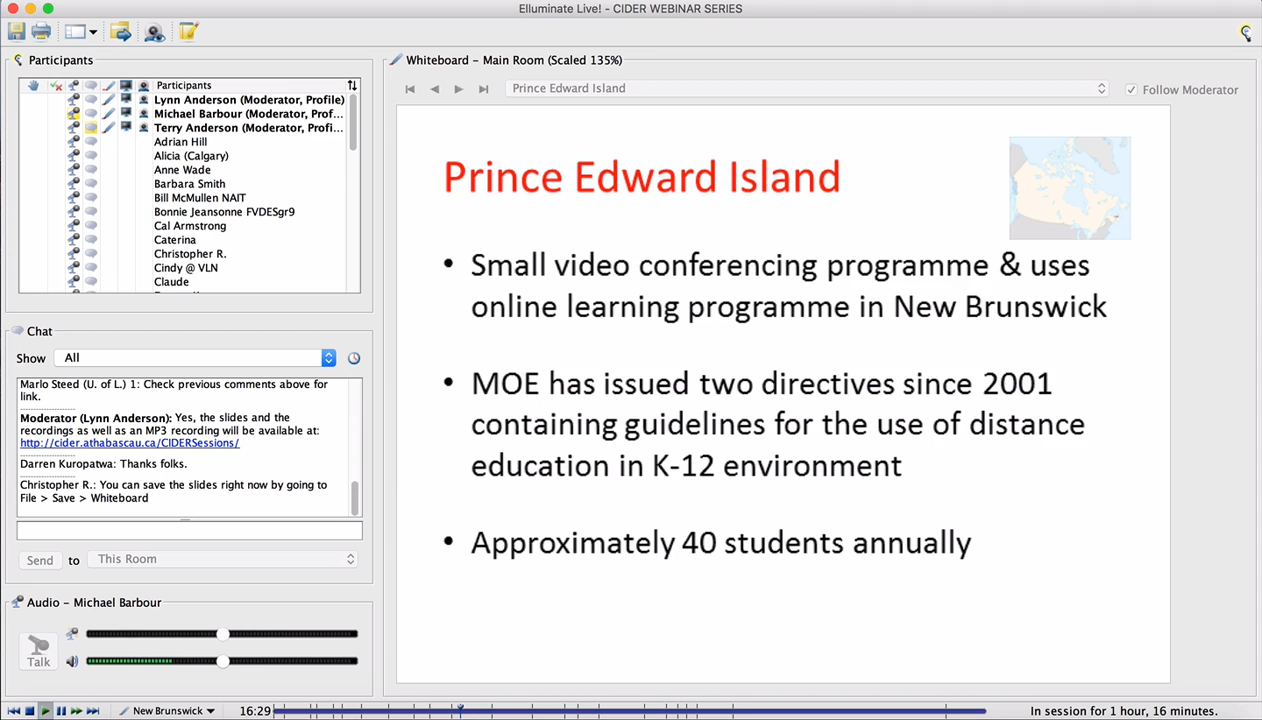 Elluminate Live! - CIDER WEBINAR SERIES
Participants
Participants
Lynn Anderson (Moderator, Profile)
Michael Barbour (Moderator, Prof...
Terry Anderson (Moderator, Profi...
Adrian Hill
Alicia (Calgary)
Anne Wade
Barbara Smith
Bill McMullen NAIT
Bonnie Jeansonne FVDESgr9
Cal Armstrong
Caterina
Christopher R.
Cindy @ VLN
Claude
Chat
Show All
Marlo Steed (U. of L.) 1: Check previous comments above for
link.
Moderator (Lynn Anderson): Yes, the slides and the
recordings as well as an MP3 recording will be available at:
http://cider.athabascau.ca/CIDERSessions/
Darren Kuropatwa: Thanks folks.
Christopher R.: You can save the slides right now by going to
File > Save > Whiteboard
Send to This Room
Audio - Michael Barbour
Talk
Whiteboard - Main Room (Scaled 135%)
Prince Edward Island
Follow Moderator
Prince Edward Island
• Small video conferencing programme & uses
online learning programme in New Brunswick
• MOE has issued two directives since 2001
containing guidelines for the use of distance
education in K-12 environment
• Approximately 40 students annually
New Brunswick
16:29
In session for 1 hour, 16 minutes.